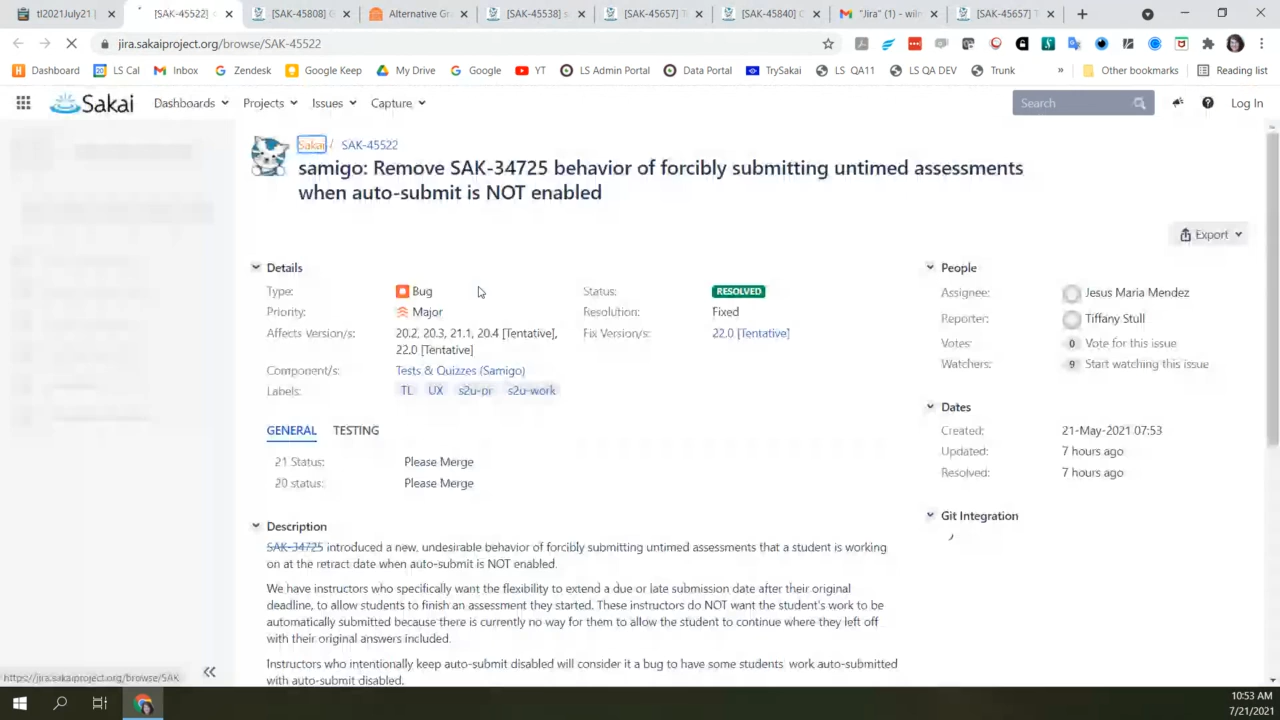 tl2021July21
[SAK-45522]
[SAK-45808] G
Alternative Gra
[SAK-45538] s
[SAK-45657] T
[SAK-45840] C
"Jira" (1) - wiln
[SAK-45657] T
jira.sakaiproject.org/browse/SAK-45522
Dashboard
LS Cal
Inbox
Zendesk
Google Keep
My Drive
Google
YT
LS Admin Portal
Data Portal
TrySakai
LS QA11
LS QA DEV
Trunk
»
Other bookmarks
Reading list
Sakai
Dashboards
Projects
Issues
Capture
Search
Log In
Sakai / SAK-45522
samigo: Remove SAK-34725 behavior of forcibly submitting untimed assessments
when auto-submit is NOT enabled
Export
Details
Type: Bug
Status: RESOLVED
Priority: Major
Resolution: Fixed
Affects Version/s: 20.2, 20.3, 21.1, 20.4 [Tentative],
22.0 [Tentative]
Fix Version/s: 22.0 [Tentative]
Component/s: Tests & Quizzes (Samigo)
Labels: TL UX s2u-pr s2u-work
GENERAL TESTING
21 Status: Please Merge
20 status: Please Merge
Description
SAK-34725 introduced a new, undesirable behavior of forcibly submitting untimed assessments that a student is working
on at the retract date when auto-submit is NOT enabled.
We have instructors who specifically want the flexibility to extend a due or late submission date after their original
deadline, to allow students to finish an assessment they started. These instructors do NOT want the student's work to be
automatically submitted because there is currently no way for them to allow the student to continue where they left off
with their original answers included.
Instructors who intentionally keep auto-submit disabled will consider it a bug to have some students' work auto-submitted
with auto-submit disabled.
People
Assignee: Jesus Maria Mendez
Reporter: Tiffany Stull
Votes: 0 Vote for this issue
Watchers: 9 Start watching this issue
Dates
Created: 21-May-2021 07:53
Updated: 7 hours ago
Resolved: 7 hours ago
Git Integration
https://jira.sakaiproject.org/browse/SAK
10:53 AM
7/21/2021